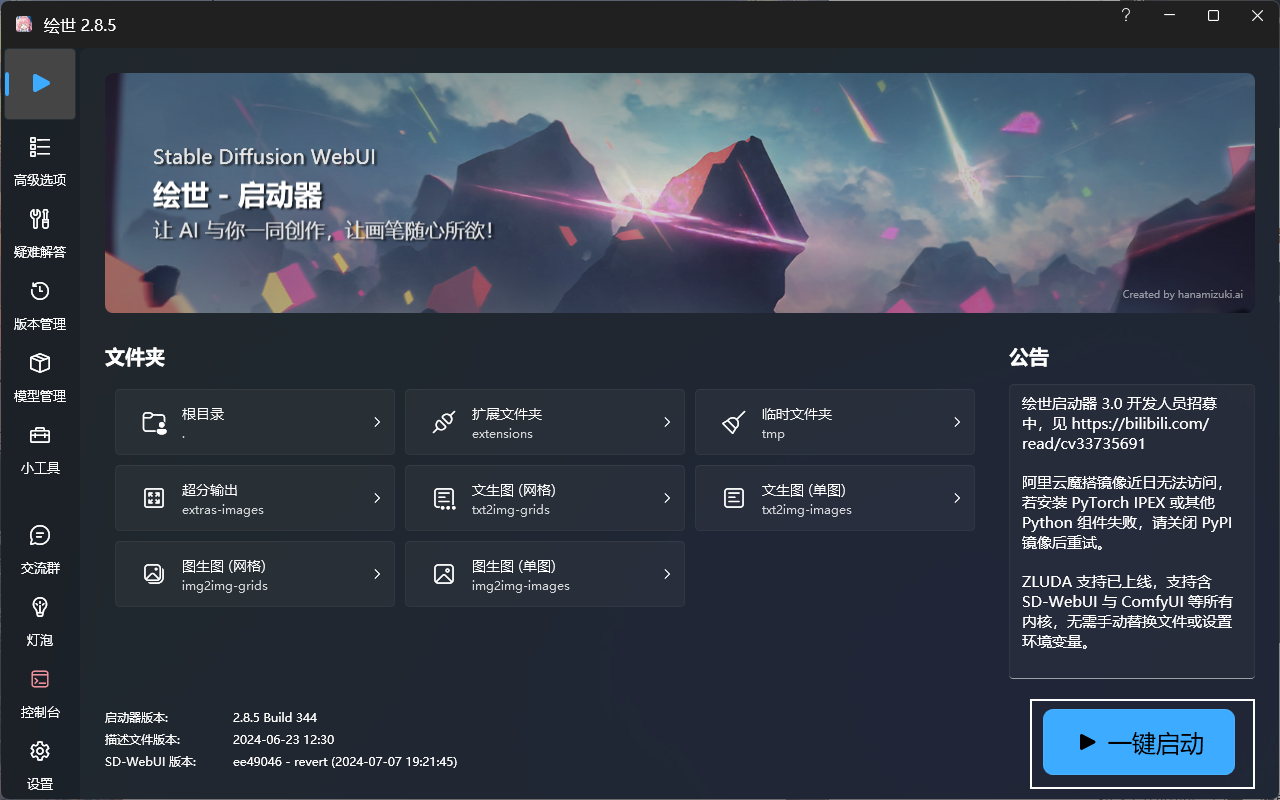 绘世 2.8.5
?
高级选项
疑难解答
版本管理
模型管理
小工具
交流群
灯泡
控制台
设置
Stable Diffusion WebUI
绘世 - 启动器
让 AI 与你一同创作，让画笔随心所欲！
Created by hanamizuki.ai
文件夹
根目录
.
扩展文件夹
extensions
临时文件夹
tmp
超分输出
extras-images
文生图 (网格)
txt2img-grids
文生图 (单图)
txt2img-images
图生图 (网格)
img2img-grids
图生图 (单图)
img2img-images
公告
绘世启动器 3.0 开发人员招募
中，见 https://bilibili.com/
read/cv33735691
阿里云魔搭镜像近日无法访问，
若安装 PyTorch IPEX 或其他
Python 组件失败，请关闭 PyPI
镜像后重试。
ZLUDA 支持已上线，支持含
SD-WebUI 与 ComfyUI 等所有
内核，无需手动替换文件或设置
环境变量。
启动器版本: 2.8.5 Build 344
描述文件版本: 2024-06-23 12:30
SD-WebUI 版本: ee49046 - revert (2024-07-07 19:21:45)
一键启动